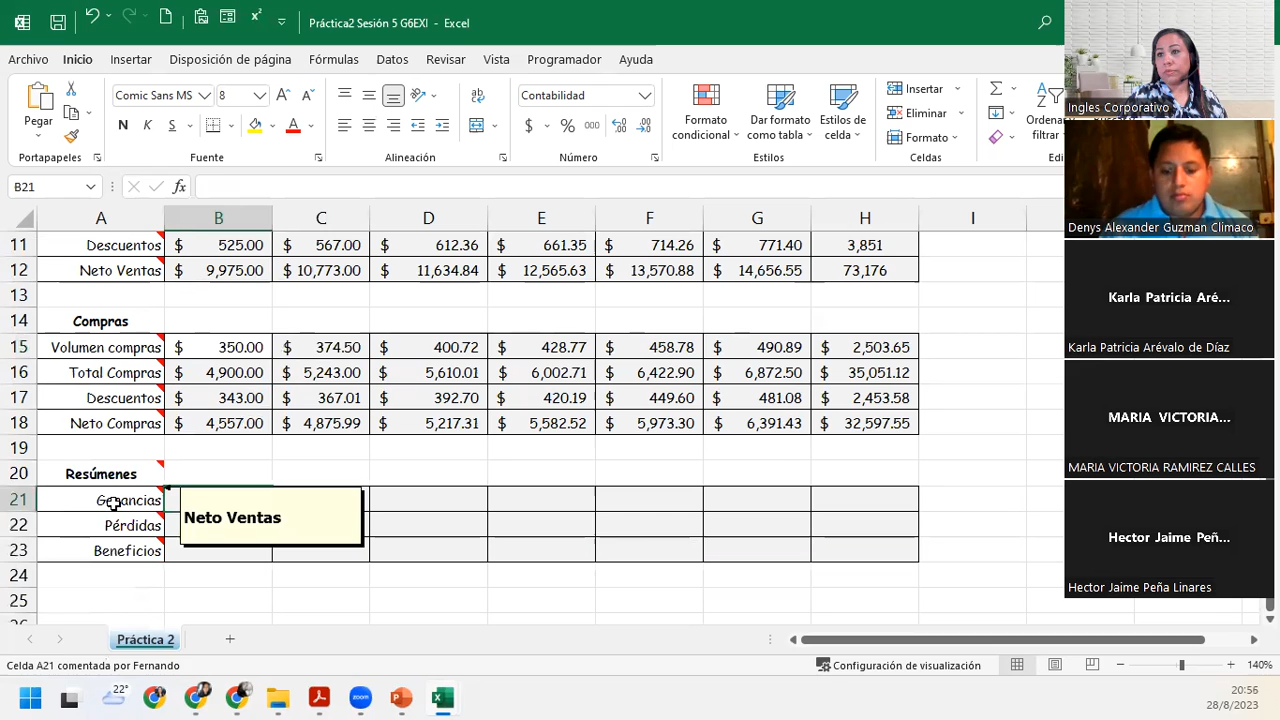 Práctica2 Sesión 5 G6EXI - Excel
Archivo Inicio Insertar Disposición de página Fórmulas Ayuda
Pegar
Comic Sans MS 8
N K S
Contabilidad
% 000
Formato condicional
Dar formato como tabla
Insertar
Eliminar
Formato
Portapapeles Fuente Alineación Número Estilos Celdas
B21 fx
A B C D E F G H I
11 Descuentos $ 525.00 $ 567.00 $ 612.36 $ 661.35 $ 714.26 $ 771.40 3,851
12 Neto Ventas $ 9,975.00 $ 10,773.00 $ 11,634.84 $ 12,565.63 $ 13,570.88 $ 14,656.55 73,176
13
14 Compras
15 Volumen compras $ 350.00 $ 374.50 $ 400.72 $ 428.77 $ 458.78 $ 490.89 $ 2,503.65
16 Total Compras $ 4,900.00 $ 5,243.00 $ 5,610.01 $ 6,002.71 $ 6,422.90 $ 6,872.50 $ 35,051.12
17 Descuentos $ 343.00 $ 367.01 $ 392.70 $ 420.19 $ 449.60 $ 481.08 $ 2,453.58
18 Neto Compras $ 4,557.00 $ 4,875.99 $ 5,217.31 $ 5,582.52 $ 5,973.30 $ 6,391.43 $ 32,597.55
19
20 Resúmenes
21 Ganancias
Neto Ventas
22 Pérdidas
23 Beneficios
24
25
Práctica 2
Celda A21 comentada por Fernando
Configuración de visualización
140%
22°
zoom
20:56
28/8/2023
Ingles Corporativo
Denys Alexander Guzman Climaco
Karla Patricia Aré...
Karla Patricia Arévalo de Díaz
MARIA VICTORIA...
MARIA VICTORIA RAMIREZ CALLES
Hector Jaime Peñ...
Hector Jaime Peña Linares